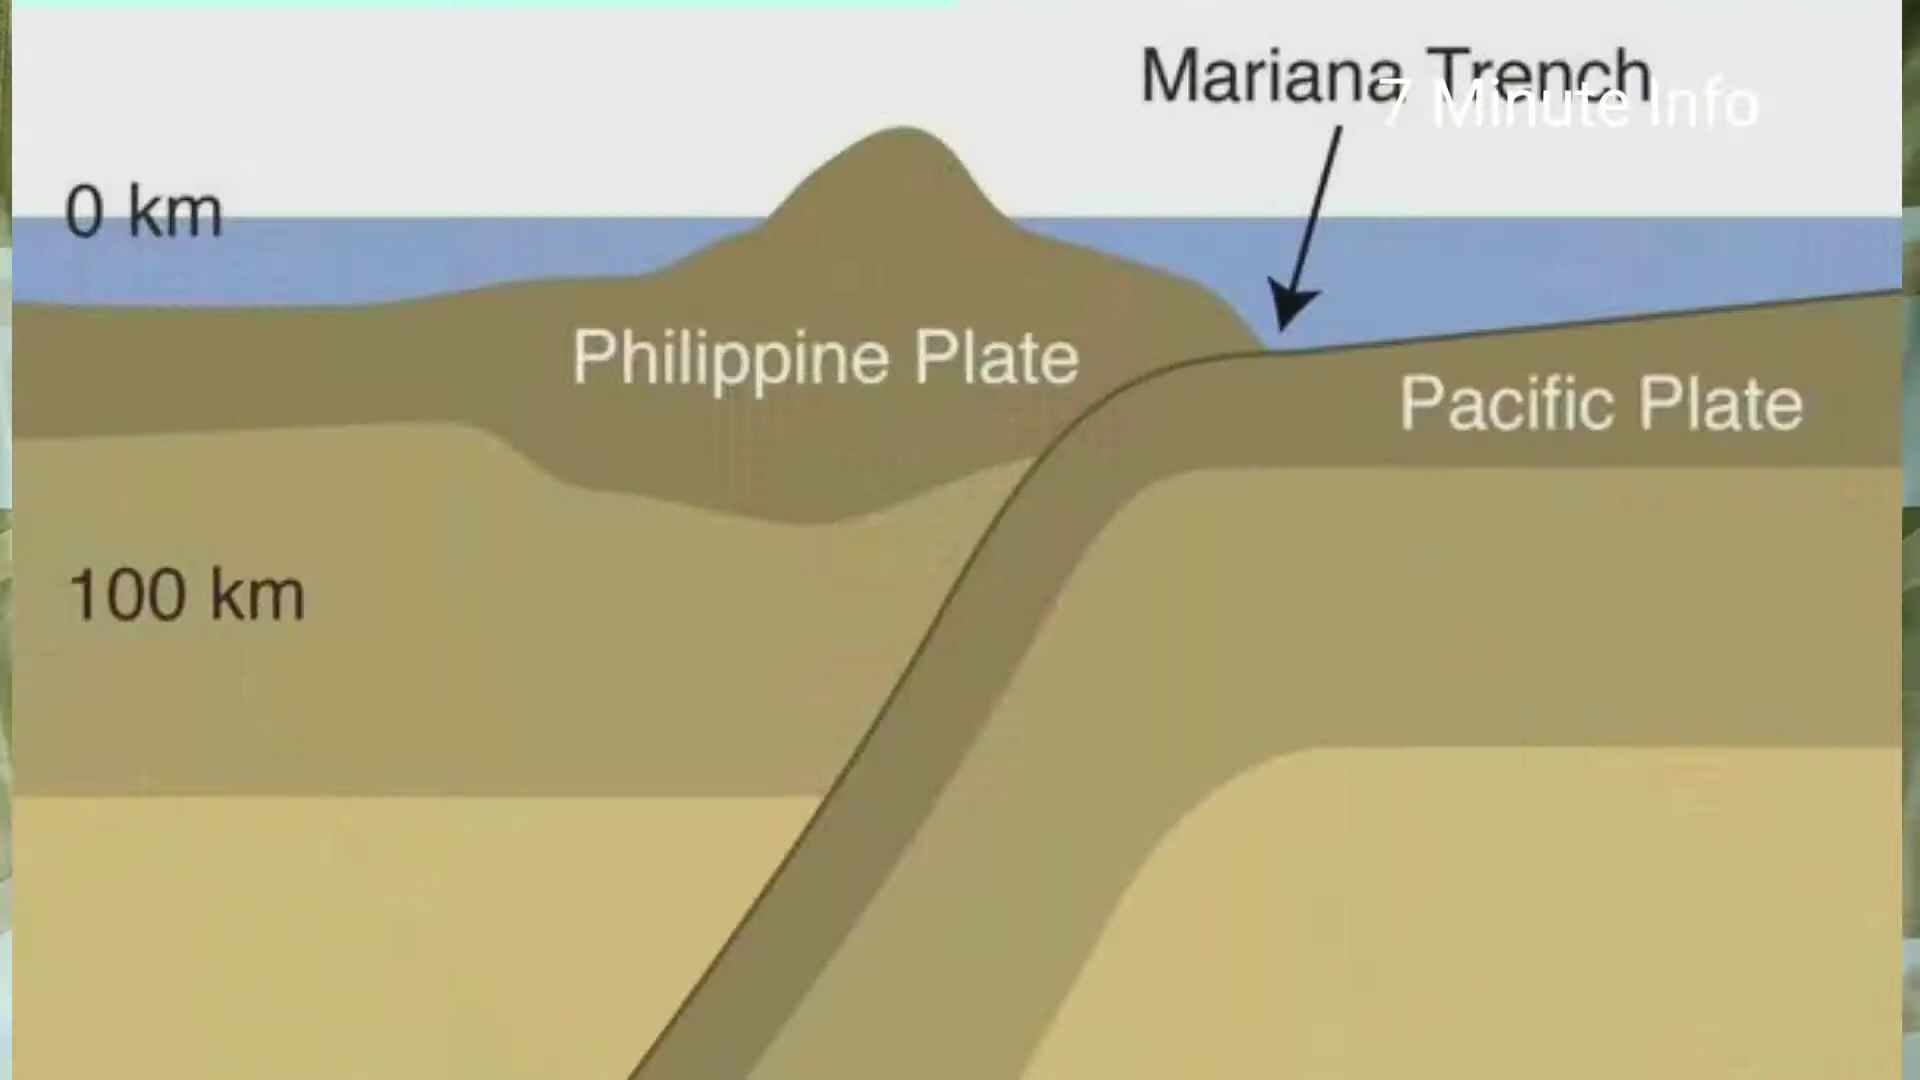 Mariana Trench
7 Minute Info
0 km
Philippine Plate
Pacific Plate
100 km